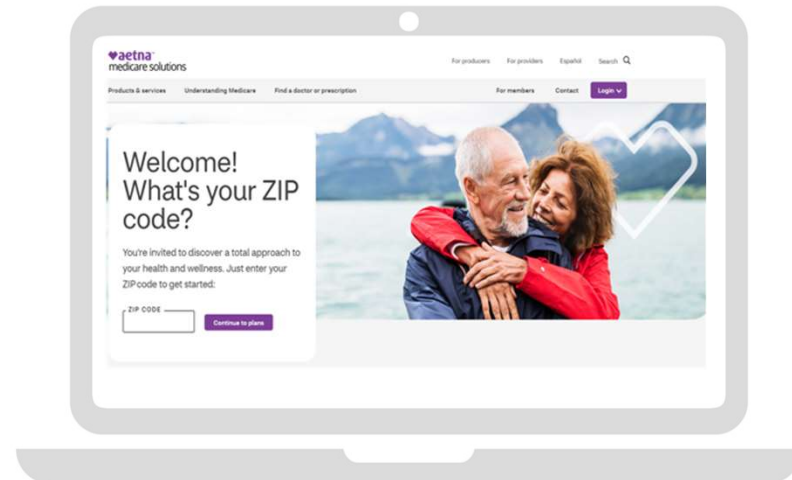 aetna™
medicare solutions
For producers For providers Español Search
Products & services Understanding Medicare Find a doctor or prescription For members Contact Login
Welcome!
What's your ZIP
code?
You're invited to discover a total approach to
your health and wellness. Just enter your
ZIP code to get started:
ZIP CODE
Continue to plans